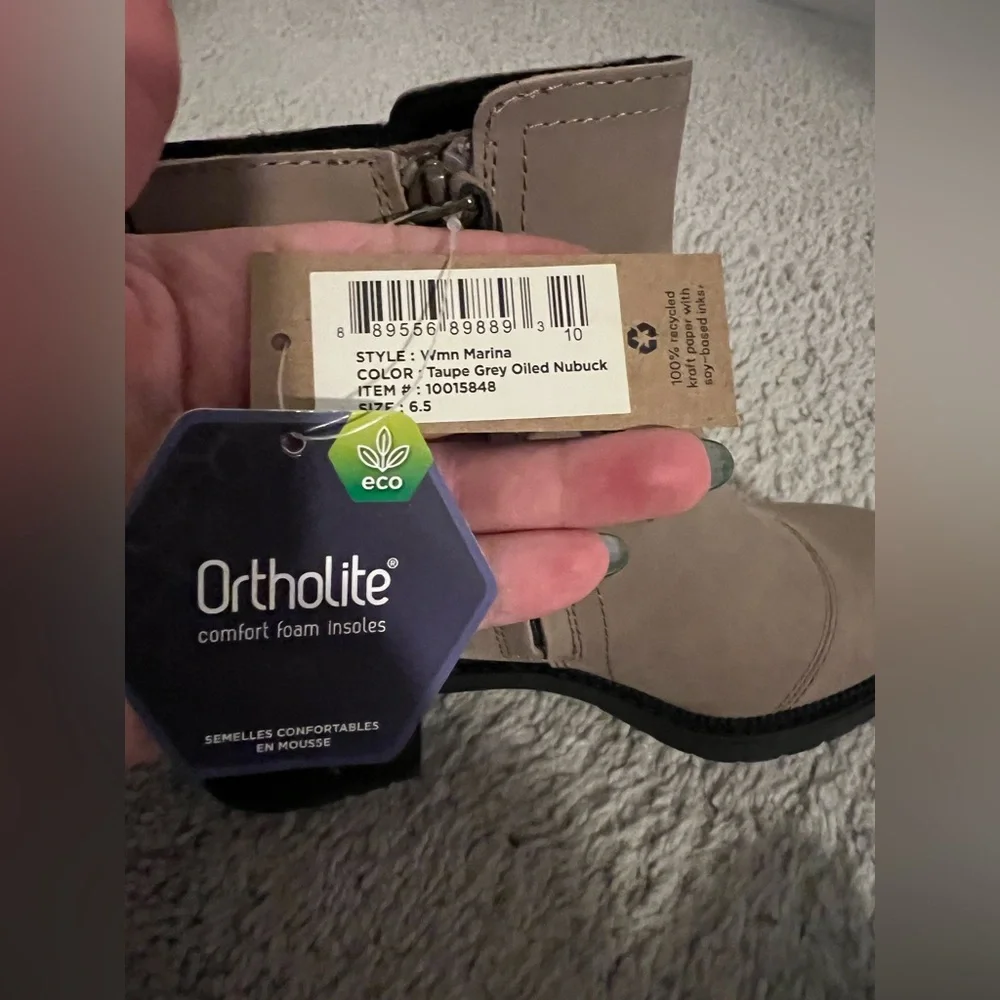 8 89556 89889 3 10
STYLE : Wmn Marina
COLOR : Taupe Grey Oiled Nubuck
ITEM # : 10015848
SIZE : 6.5
100% recycled
kraft paper with
soy-based inks.
eco
Ortholite®
comfort foam insoles
SEMELLES CONFORTABLES
EN MOUSSE